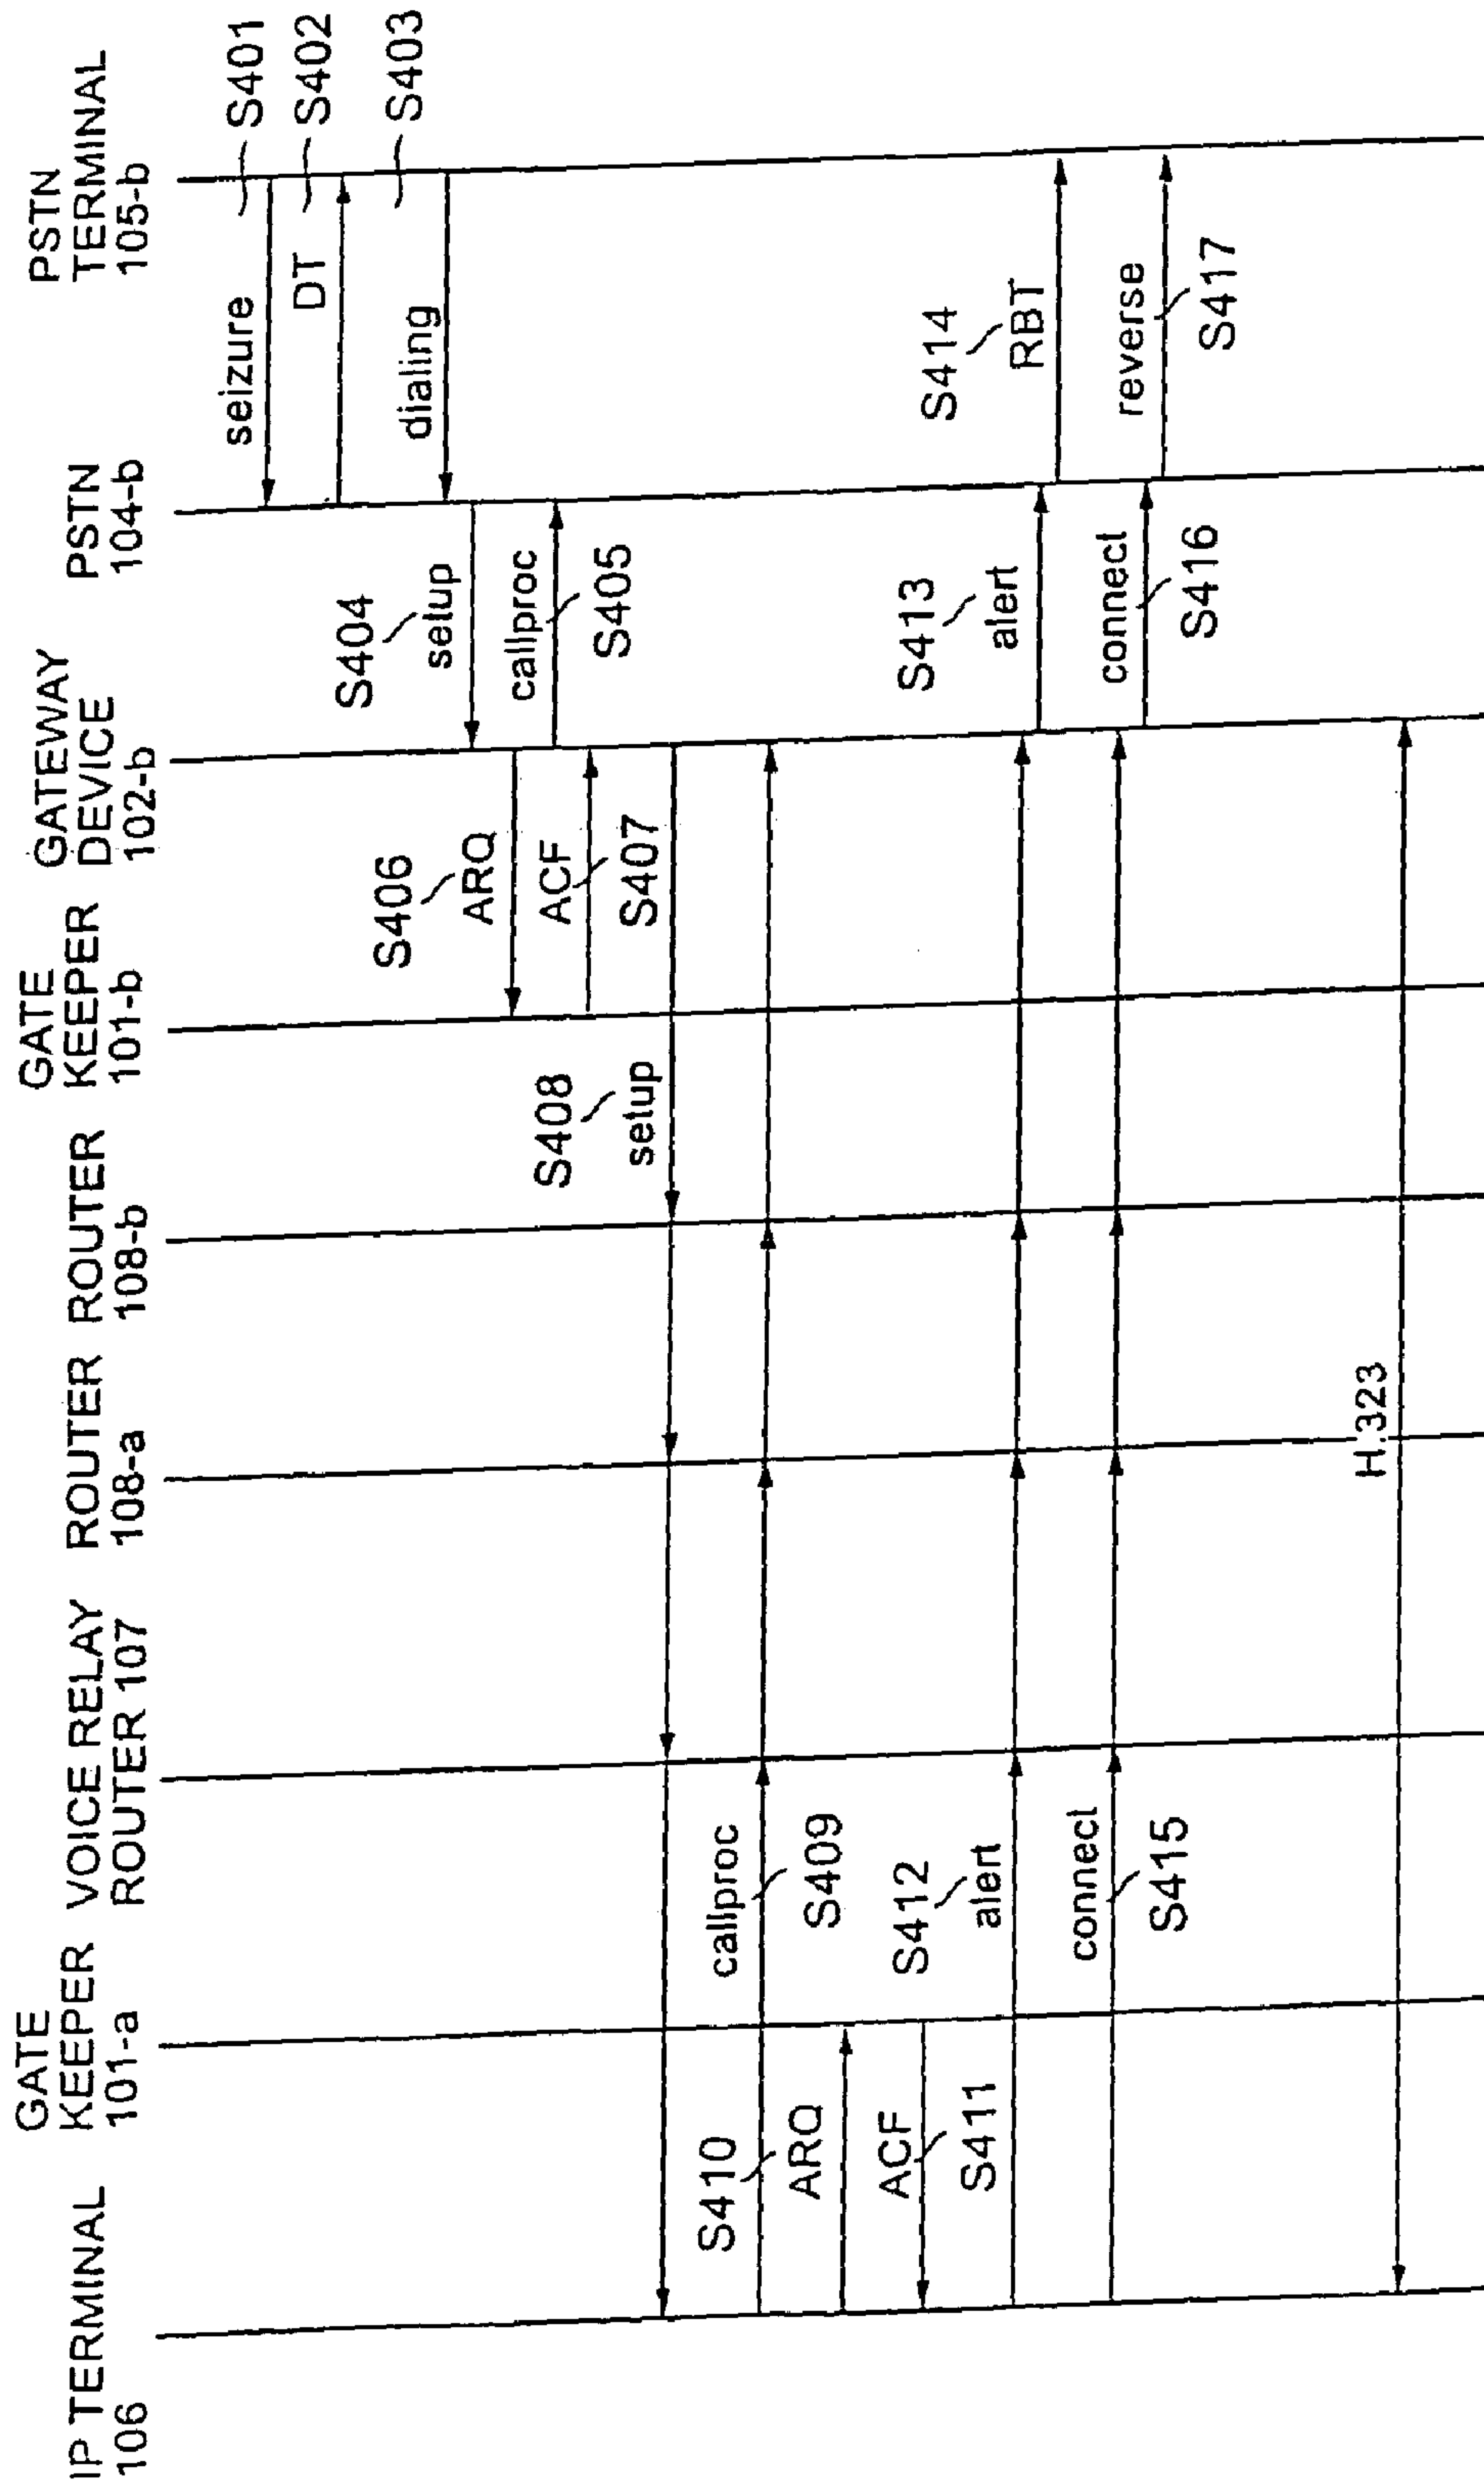 IP TERMINAL
106
GATE
KEEPER
101-a
VOICE RELAY
ROUTER 107
ROUTER
108-a
ROUTER
108-b
GATE
KEEPER
101-b
GATEWAY
DEVICE
102-b
PSTN
104-b
PSTN
TERMINAL
105-b
seizure
S401
DT
S402
dialing
S403
S404
setup
callproc
S405
S406
ARQ
ACF
S407
S408
setup
callproc
S409
S410
ARQ
ACF
S411
S412
alert
S413
alert
S414
RBT
connect
S415
connect
S416
reverse
S417
H.323